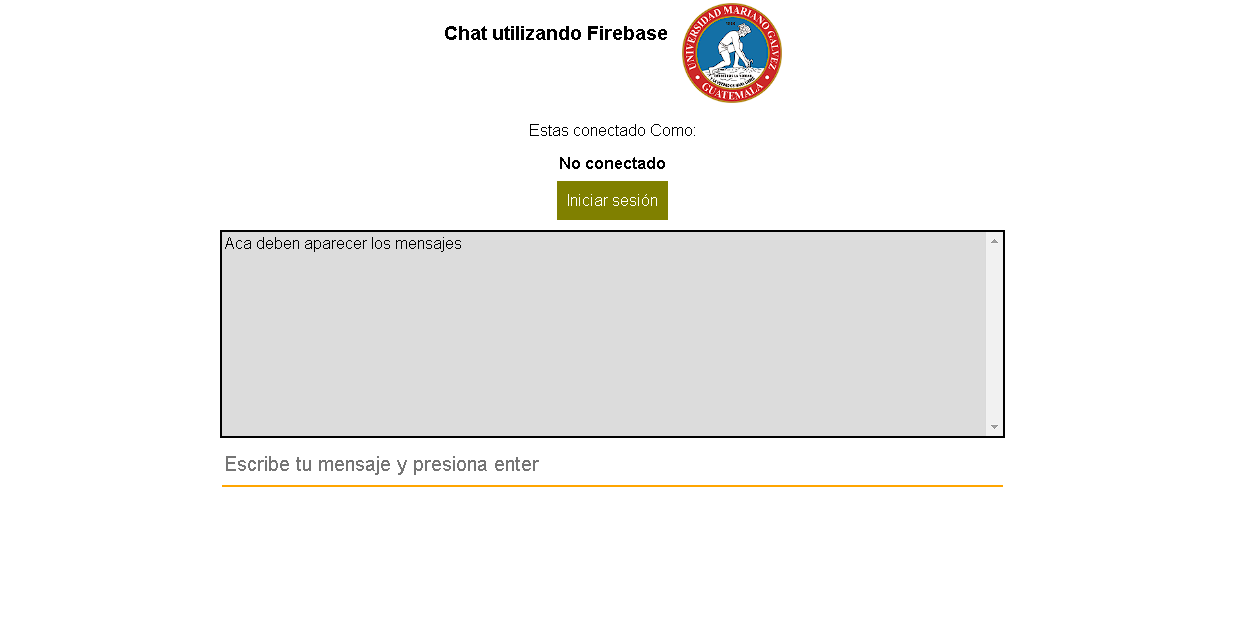 Chat utilizando Firebase
UNIVERSIDAD MARIANO GALVEZ
GUATEMALA
Estas conectado Como:
No conectado
Iniciar sesión
Aca deben aparecer los mensajes
Escribe tu mensaje y presiona enter